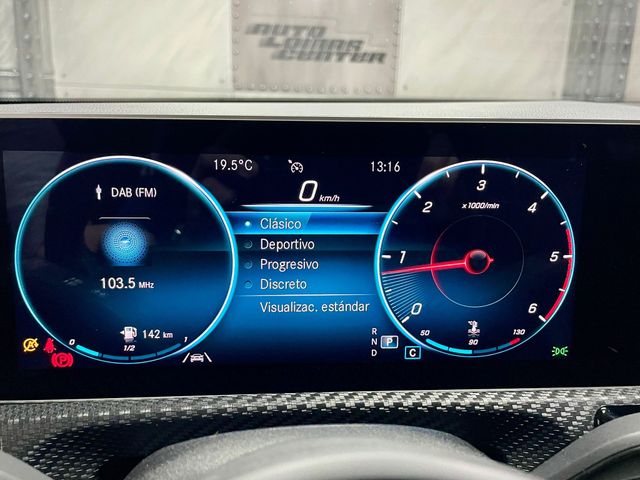 AUTO LOMAS
CENTER
19.5°C
13:16
0 km/h
DAB (FM)
103.5 MHz
142 km
0 1/2 1
Clásico
Deportivo
Progresivo
Discreto
Visualizac. estándar
R
N P
D C
x1000/min
0 1 2 3 4 5 6
50 90 130